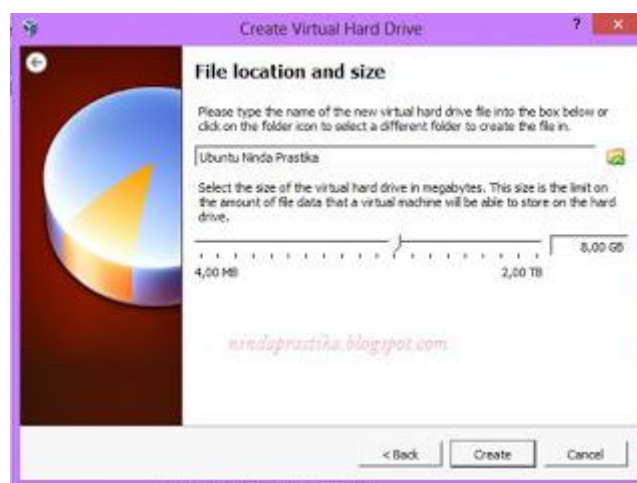 Create Virtual Hard Drive
?
x
File location and size
Please type the name of the new virtual hard drive file into the box below or
click on the folder icon to select a different folder to create the file in.
Ubuntu Ninda Prastika
Select the size of the virtual hard drive in megabytes. This size is the limit on
the amount of file data that a virtual machine will be able to store on the hard
drive.
8,00 GB
4,00 MB 2,00 TB
nindaprastika.blogspot.com
< Back Create Cancel